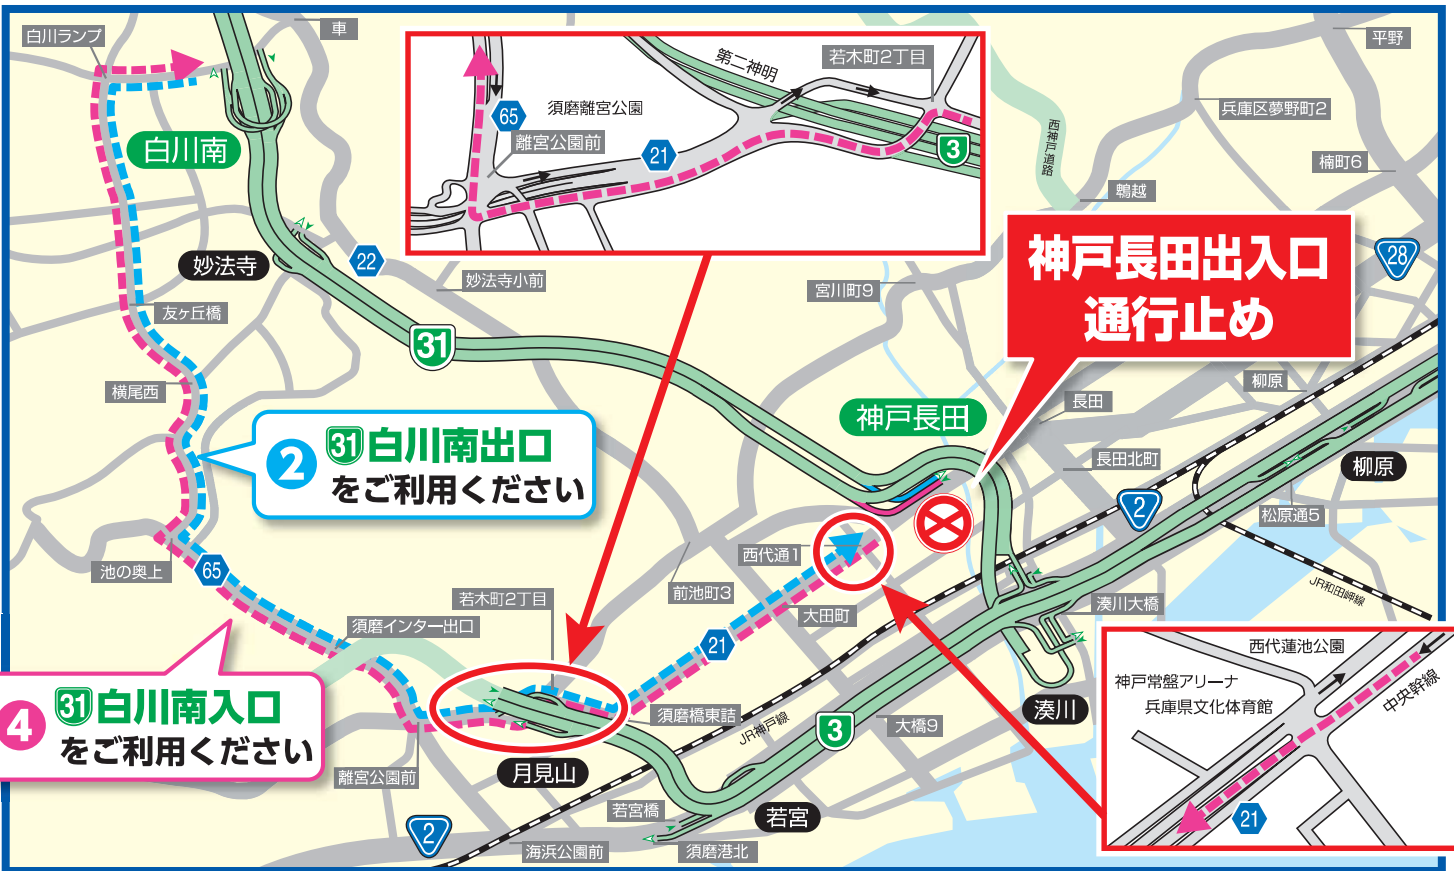 白川ランプ
車
白川南
妙法寺
22
友ヶ丘橋
横尾西
妙法寺小前
31
2
31白川南出口
をご利用ください
池の奥上
65
4
31白川南入口
をご利用ください
須磨インター出口
若木町2丁目
離宮公園前
第二神明
若木町2丁目
須磨離宮公園
65
離宮公園前
21
3
西神戸道路
平野
兵庫区夢野町2
楠町6
鵯越
28
宮川町9
神戸長田出入口
通行止め
神戸長田
長田
柳原
長田北町
柳原
2
松原通5
JR和田岬線
西代通1
前池町3
大田町
21
湊川大橋
湊川
須磨橋東詰
月見山
JR神戸線
3
大橋9
若宮橋
若宮
2
海浜公園前
須磨港北
西代蓮池公園
神戸常盤アリーナ
兵庫県文化体育館
中央幹線
21